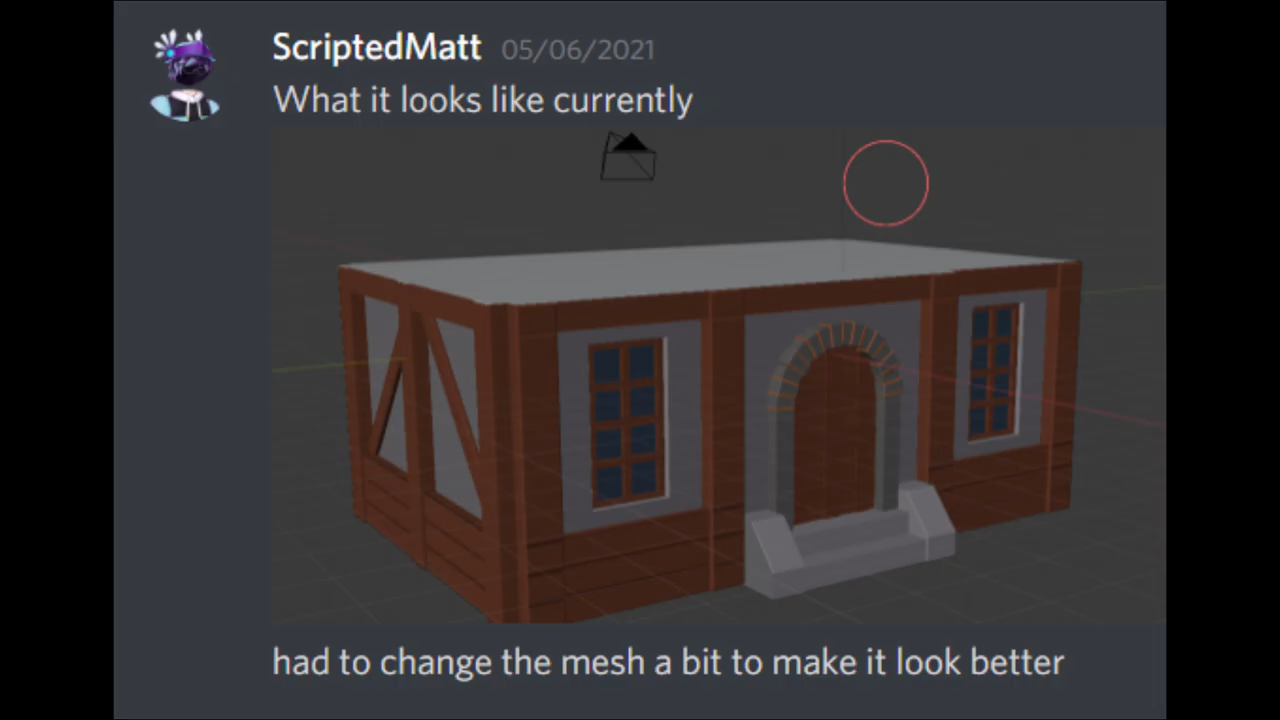 ScriptedMatt 05/06/2021
What it looks like currently
had to change the mesh a bit to make it look better